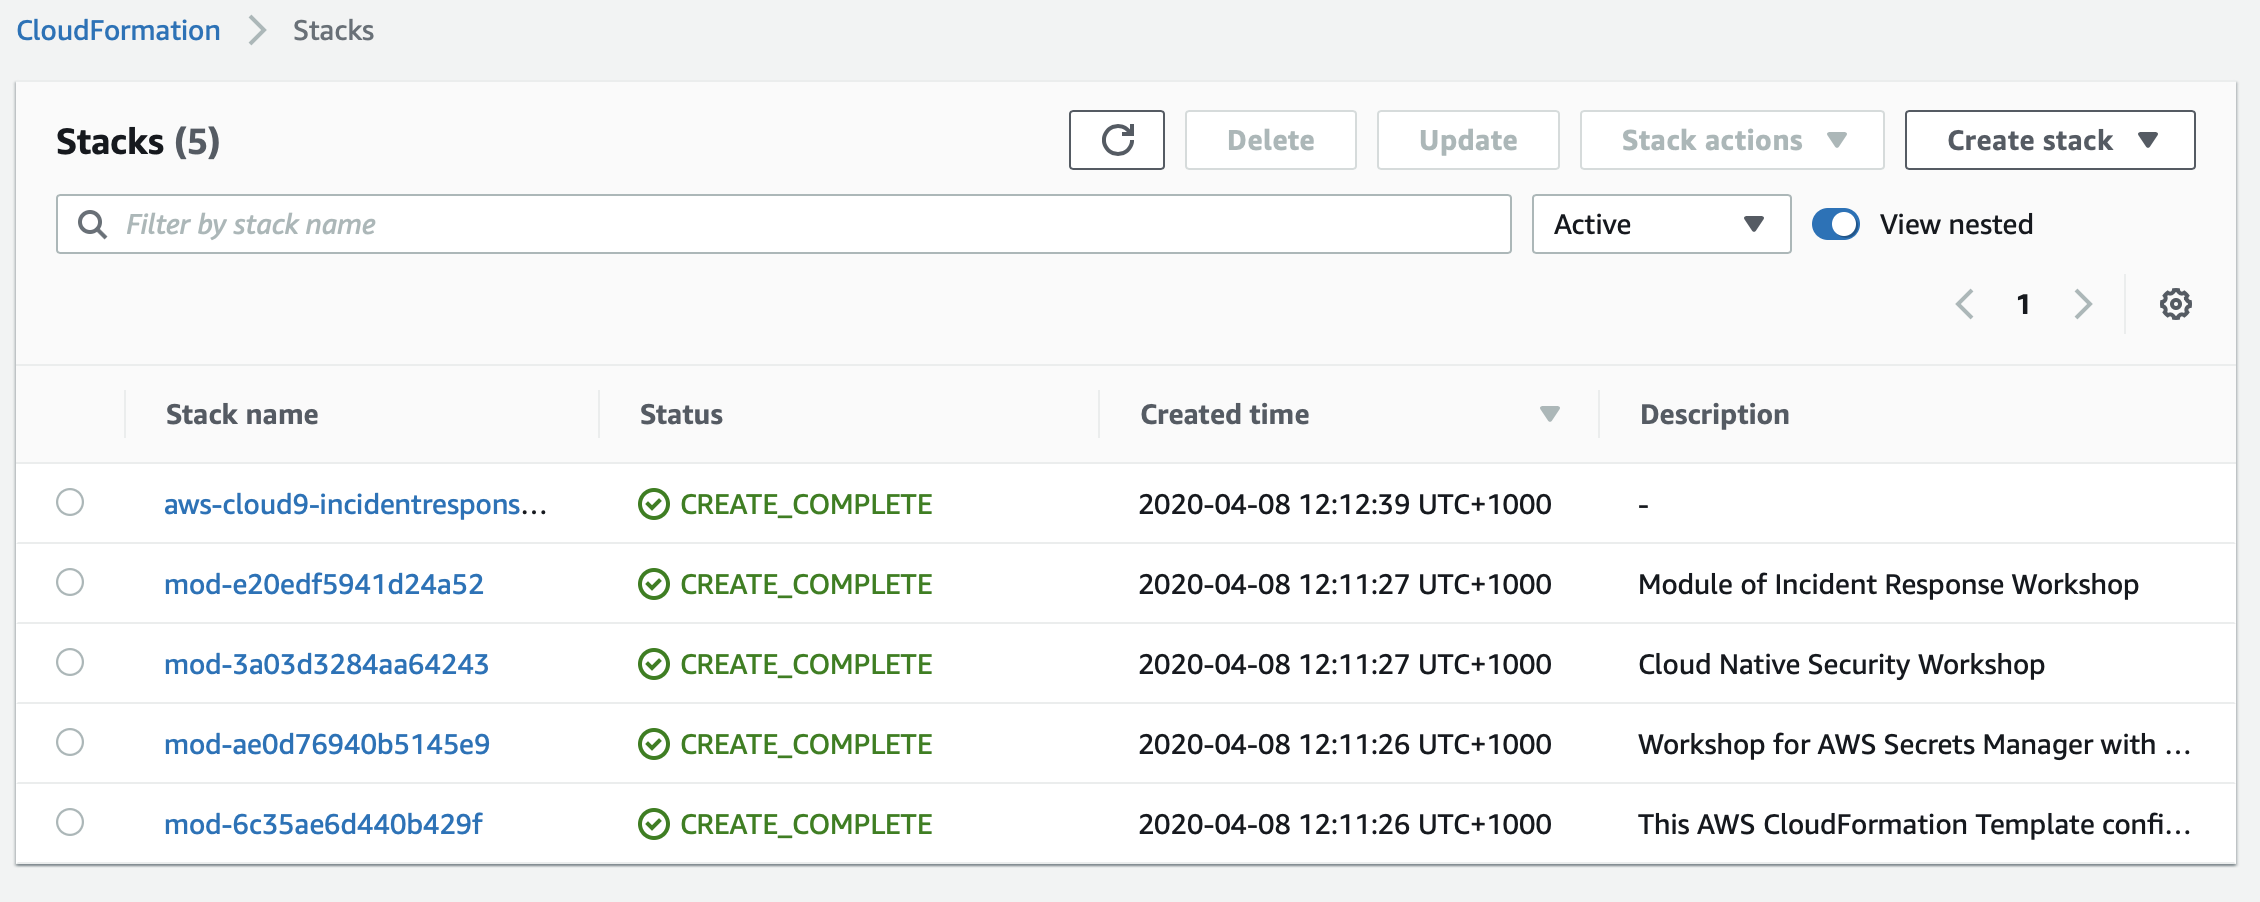 CloudFormation Stacks
Stacks (5) Delete Update Stack actions Create stack
Filter by stack name Active View nested
1
Stack name Status Created time Description
aws-cloud9-incidentrespons... CREATE_COMPLETE 2020-04-08 12:12:39 UTC+1000 -
mod-e20edf5941d24a52 CREATE_COMPLETE 2020-04-08 12:11:27 UTC+1000 Module of Incident Response Workshop
mod-3a03d3284aa64243 CREATE_COMPLETE 2020-04-08 12:11:27 UTC+1000 Cloud Native Security Workshop
mod-ae0d76940b5145e9 CREATE_COMPLETE 2020-04-08 12:11:26 UTC+1000 Workshop for AWS Secrets Manager with ...
mod-6c35ae6d440b429f CREATE_COMPLETE 2020-04-08 12:11:26 UTC+1000 This AWS CloudFormation Template confi...